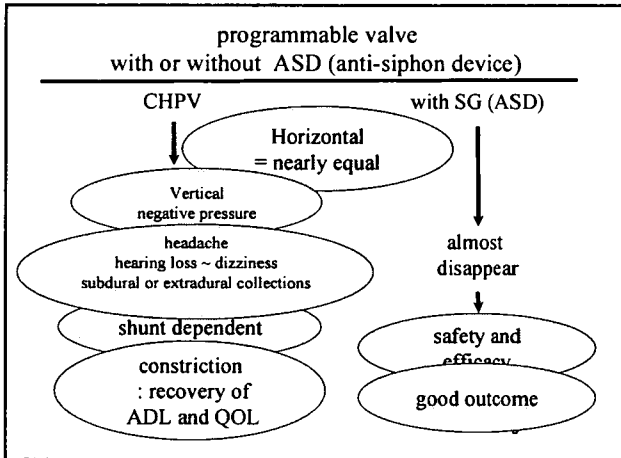 programmable valve
with or without ASD (anti-siphon device)
CHPV
with SG (ASD)
Horizontal
= nearly equal
Vertical
negative pressure
headache
hearing loss ~ dizziness
subdural or extradural collections
almost
disappear
shunt dependent
safety and
efficacy
constriction
: recovery of
ADL and QOL
good outcome